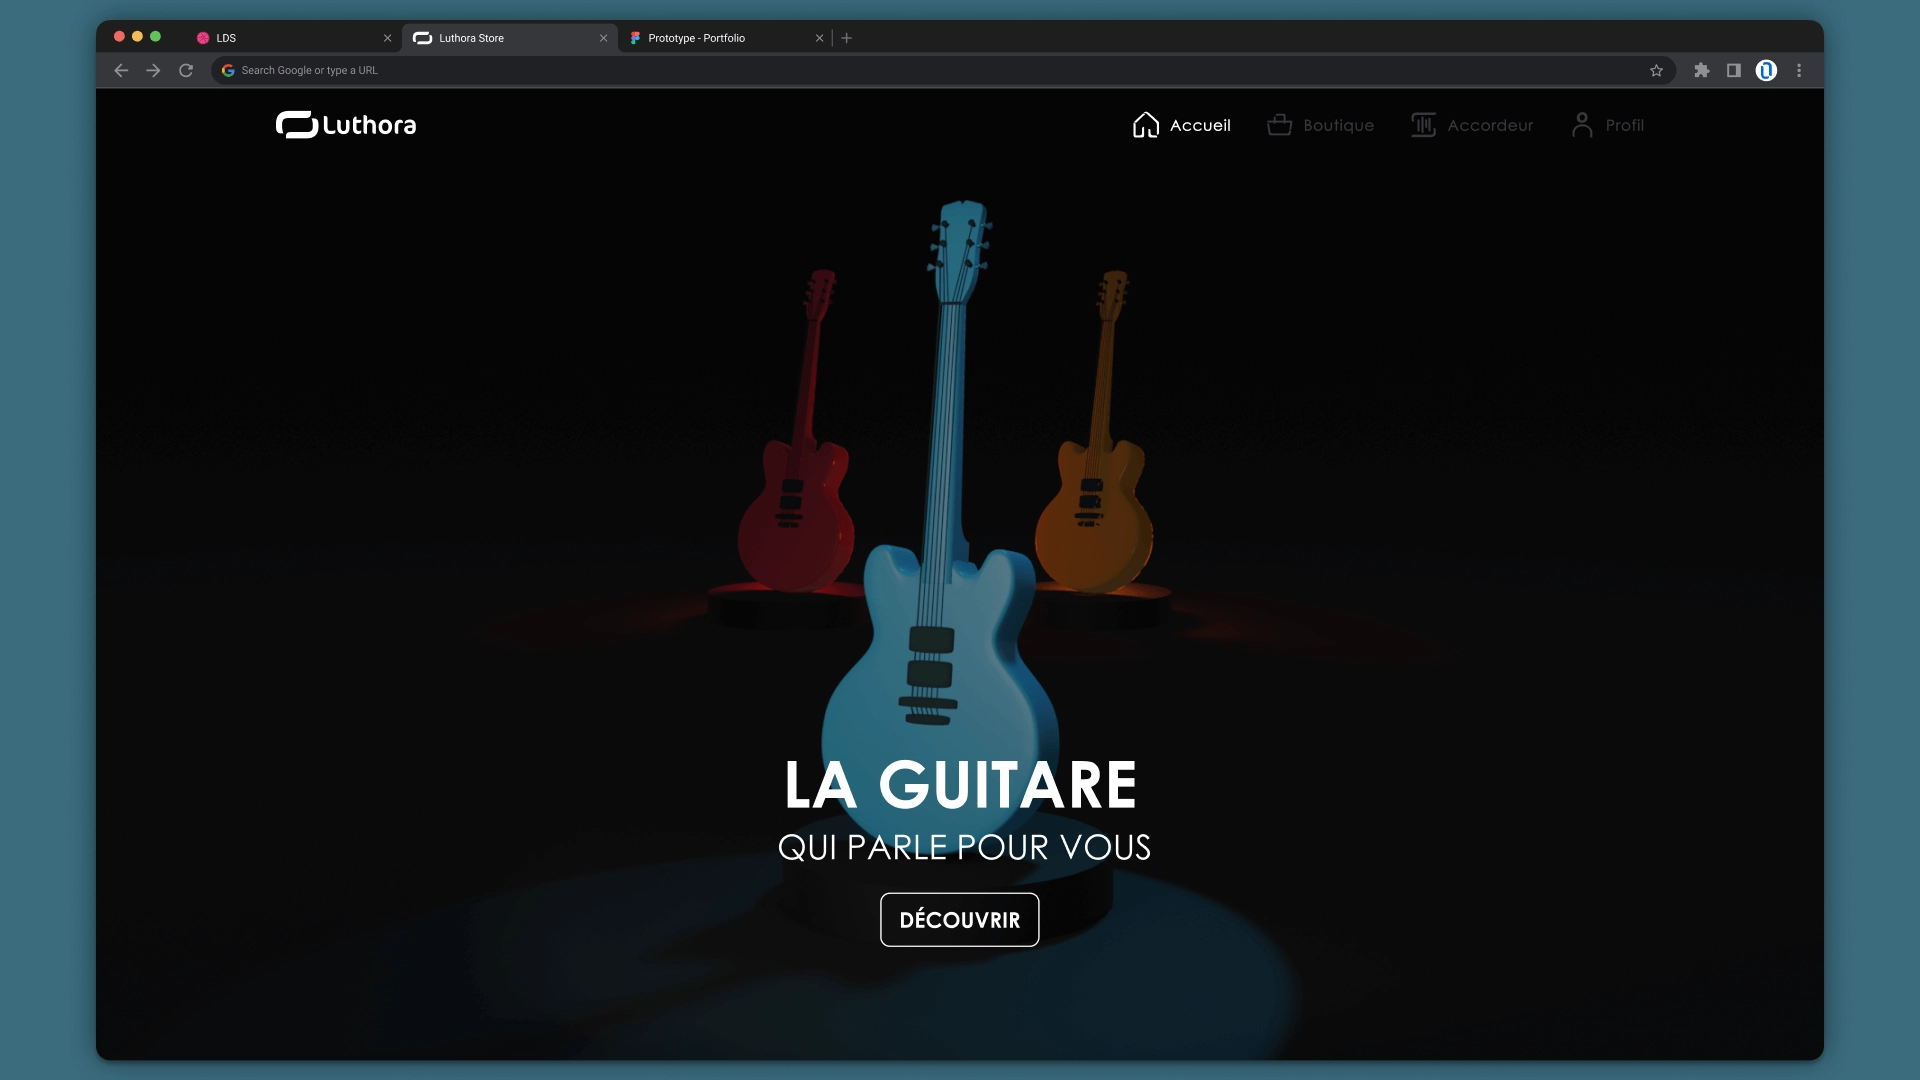 LDS
Luthora Store
Prototype - Portfolio
Search Google or type a URL
Luthora
Accueil
Boutique
Accordeur
Profil
LA GUITARE
QUI PARLE POUR VOUS
DÉCOUVRIR